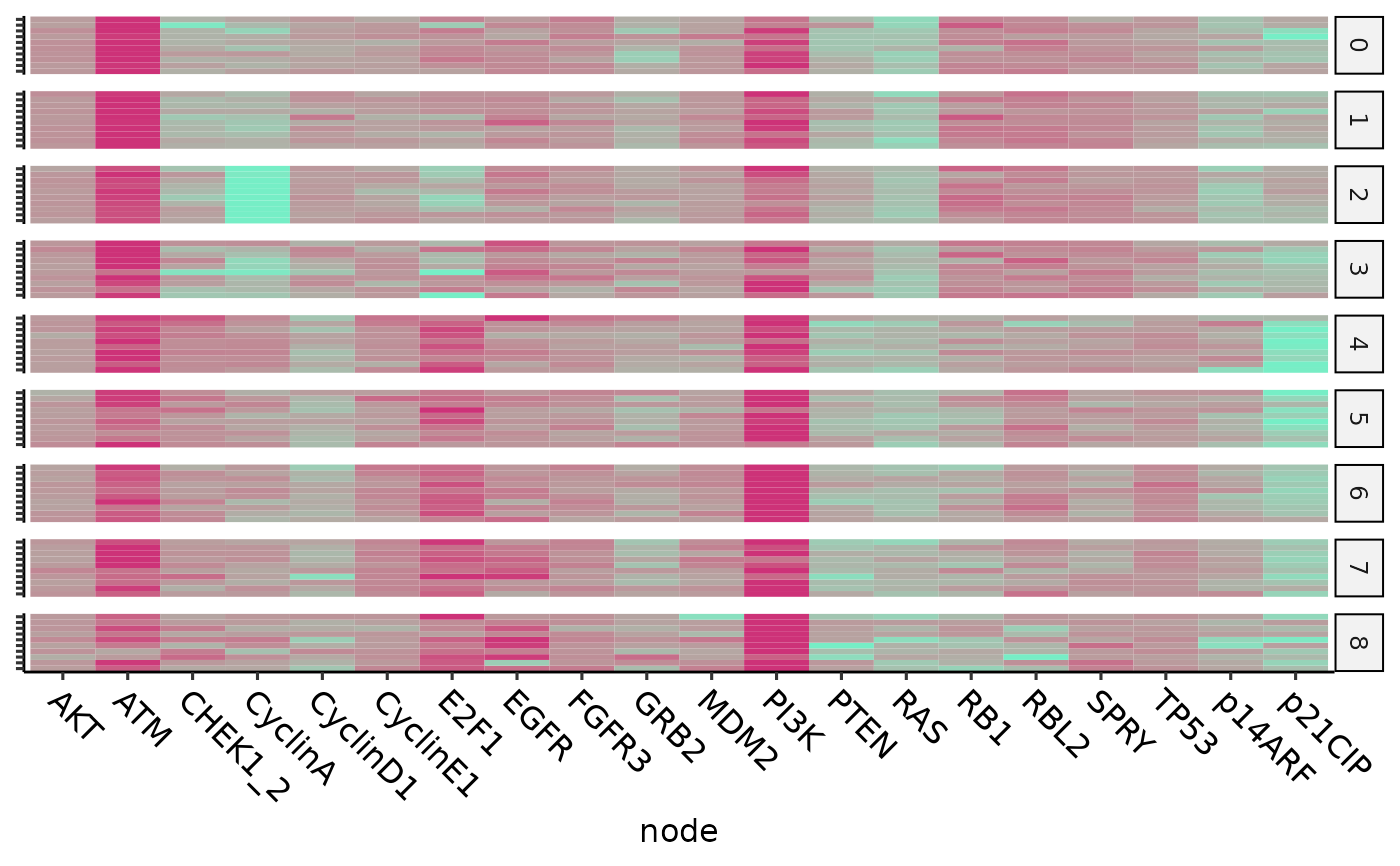 0
1
2
3
4
5
6
7
8
AKT
ATM
CHEK1_2
CyclinA
CyclinD1
CyclinE1
E2F1
EGFR
FGFR3
GRB2
MDM2
PI3K
PTEN
RAS
RB1
RBL2
SPRY
TP53
p14ARF
p21CIP
node